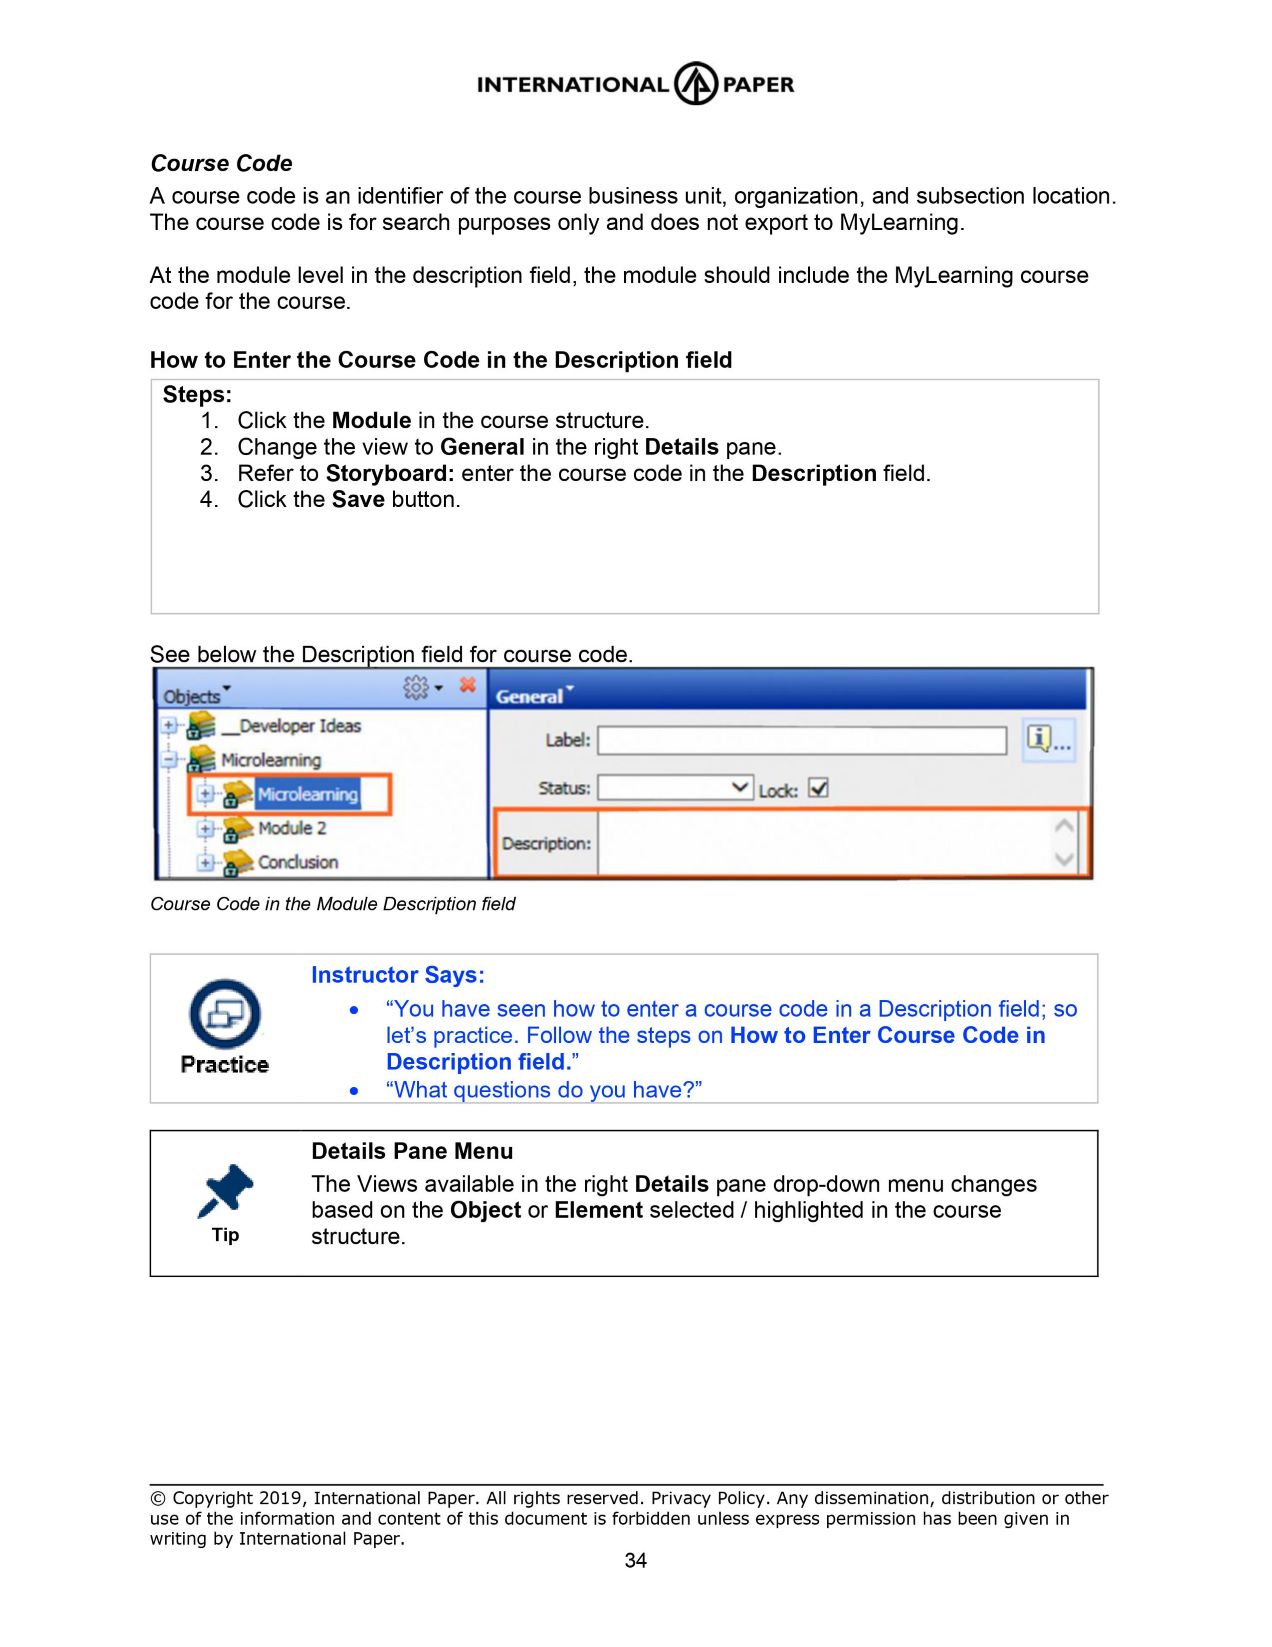 INTERNATIONAL PAPER
Course Code
A course code is an identifier of the course business unit, organization, and subsection location.
The course code is for search purposes only and does not export to MyLearning.
At the module level in the description field, the module should include the MyLearning course
code for the course.
How to Enter the Course Code in the Description field
Steps:
1. Click the Module in the course structure.
2. Change the view to General in the right Details pane.
3. Refer to Storyboard: enter the course code in the Description field.
4. Click the Save button.
See below the Description field for course code.
Objects
General
__Developer Ideas
Label:
Microlearning
Microlearning
Status:
Lock:
Module 2
Description:
Conclusion
Course Code in the Module Description field
Practice
Instructor Says:
• “You have seen how to enter a course code in a Description field; so
let’s practice. Follow the steps on How to Enter Course Code in
Description field.”
• “What questions do you have?”
Tip
Details Pane Menu
The Views available in the right Details pane drop-down menu changes
based on the Object or Element selected / highlighted in the course
structure.
© Copyright 2019, International Paper. All rights reserved. Privacy Policy. Any dissemination, distribution or other
use of the information and content of this document is forbidden unless express permission has been given in
writing by International Paper.
34